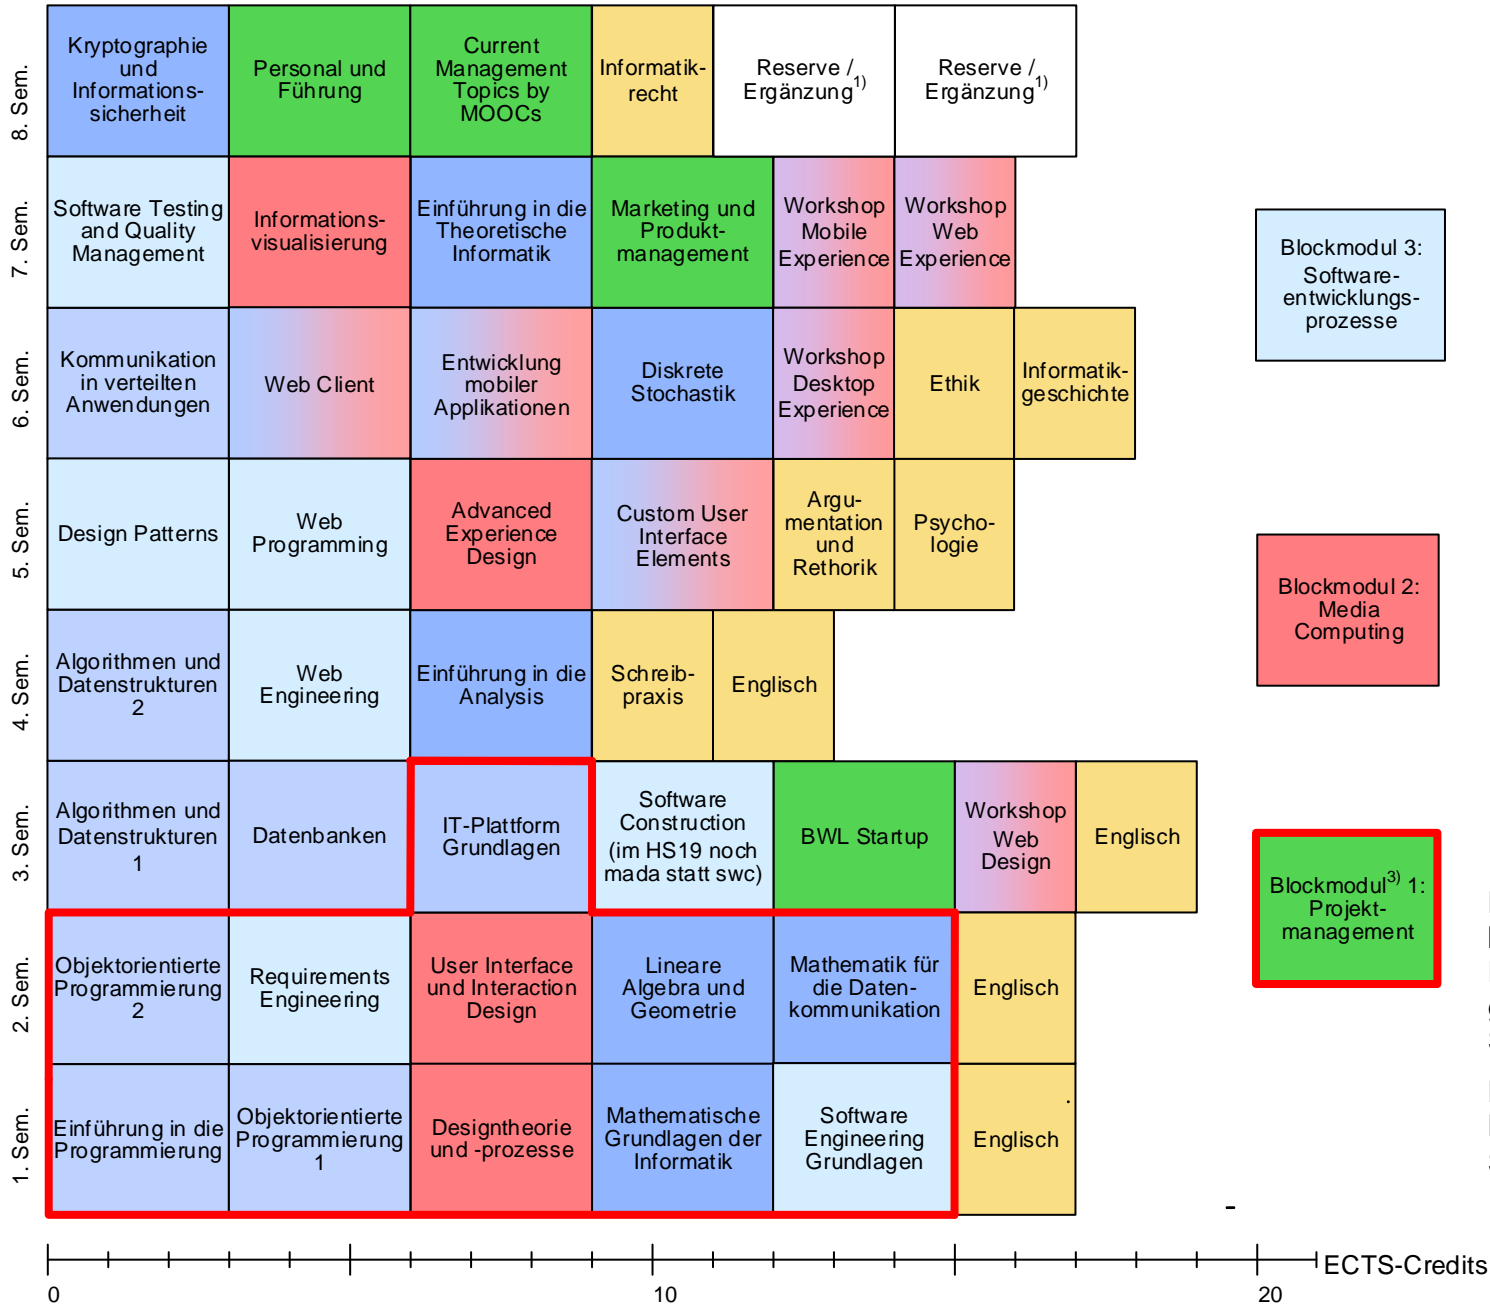 8. Sem.
Kryptographie
und
Informations-
sicherheit
Personal und
Führung
Current
Management
Topics by
MOOCs
Informatik-
recht
Reserve /
Ergänzung1)
Reserve /
Ergänzung1)
7. Sem.
Software Testing
and Quality
Management
Informations-
visualisierung
Einführung in die
Theoretische
Informatik
Marketing und
Produkt-
management
Workshop
Mobile
Experience
Workshop
Web
Experience
Blockmodul 3:
Software-
entwicklungs-
prozesse
6. Sem.
Kommunikation
in verteilten
Anwendungen
Web Client
Entwicklung
mobiler
Applikationen
Diskrete
Stochastik
Workshop
Desktop
Experience
Ethik
Informatik-
geschichte
5. Sem.
Design Patterns
Web
Programming
Advanced
Experience
Design
Custom User
Interface
Elements
Argu-
mentation
und
Rethorik
Psycho-
logie
Blockmodul 2:
Media
Computing
4. Sem.
Algorithmen und
Datenstrukturen
2
Web
Engineering
Einführung in die
Analysis
Schreib-
praxis
Englisch
3. Sem.
Algorithmen und
Datenstrukturen
1
Datenbanken
IT-Plattform
Grundlagen
Software
Construction
(im HS19 noch
mada statt swc)
BWL Startup
Workshop
Web
Design
Englisch
Blockmodul3) 1:
Projekt-
management
2. Sem.
Objektorientierte
Programmierung
2
Requirements
Engineering
User Interface
und Interaction
Design
Lineare
Algebra und
Geometrie
Mathematik für
die Daten-
kommunikation
Englisch
1. Sem.
Einführung in die
Programmierung
Objektorientierte
Programmierung
1
Designtheorie
und -prozesse
Mathematische
Grundlagen der
Informatik
Software
Engineering
Grundlagen
Englisch
-
ECTS-Credits
0
10
20